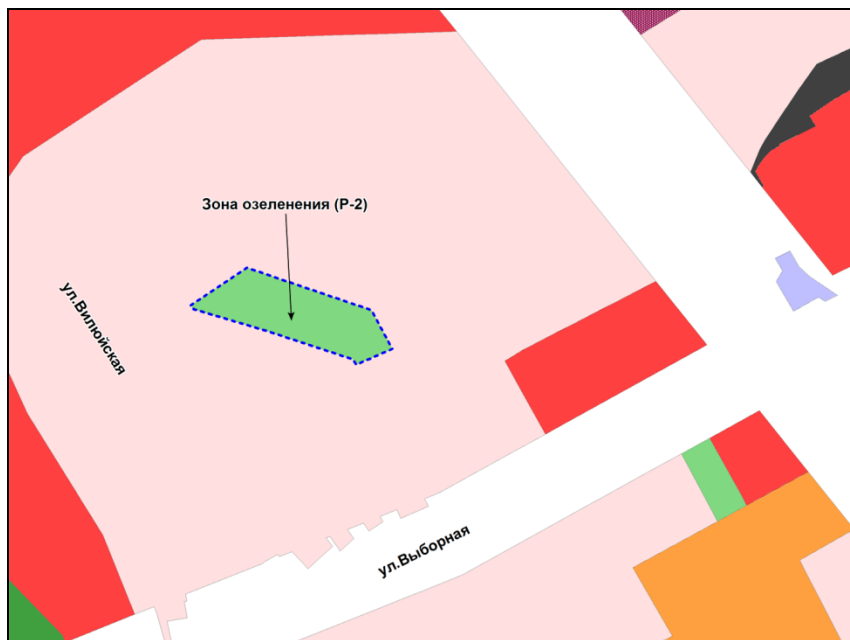 Зона озеленения (Р-2)
ул.Вилюйская
ул.Выборная